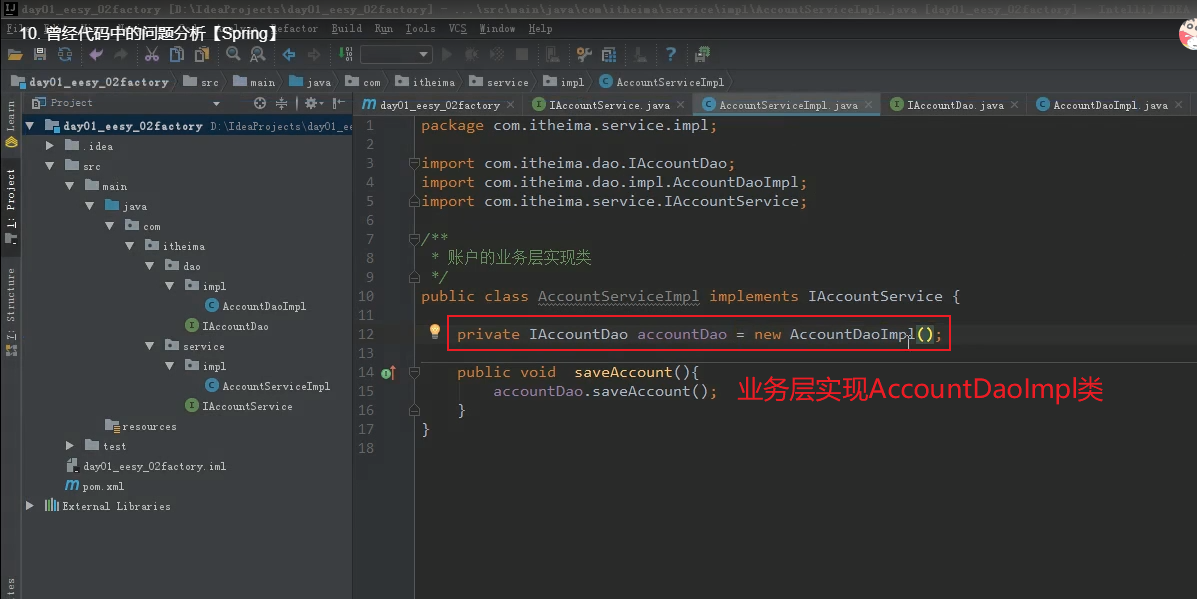 day01_eesy_02factory [D:\IdeaProjects\day01_eesy_02factory] - ...\src\main\java\com\itheima\service\impl\AccountServiceImpl.java [day01_eesy_02factory] - IntelliJ IDEA
10. 曾经代码中的问题分析【Spring】
Refactor Build Run Tools VCS Window Help
day01_eesy_02factory src main java com itheima service impl AccountServiceImpl
Project
day01_eesy_02factory × IAccountService.java × AccountServiceImpl.java × IAccountDao.java × AccountDaoImpl.java ×
Learn
1: Project
7: Structure
day01_eesy_02factory D:\IdeaProjects\day01_ee
.idea
src
main
java
com
itheima
dao
impl
AccountDaoImpl
IAccountDao
service
impl
AccountServiceImpl
IAccountService
resources
test
day01_eesy_02factory.iml
pom.xml
External Libraries
1 package com.itheima.service.impl;
2
3 import com.itheima.dao.IAccountDao;
4 import com.itheima.dao.impl.AccountDaoImpl;
5 import com.itheima.service.IAccountService;
6
7 /**
8 * 账户的业务层实现类
9 */
10 public class AccountServiceImpl implements IAccountService {
11
12 private IAccountDao accountDao = new AccountDaoImpl();
13
14 public void saveAccount(){
15 accountDao.saveAccount();
16 }
17 }
18
业务层实现AccountDaoImpl类